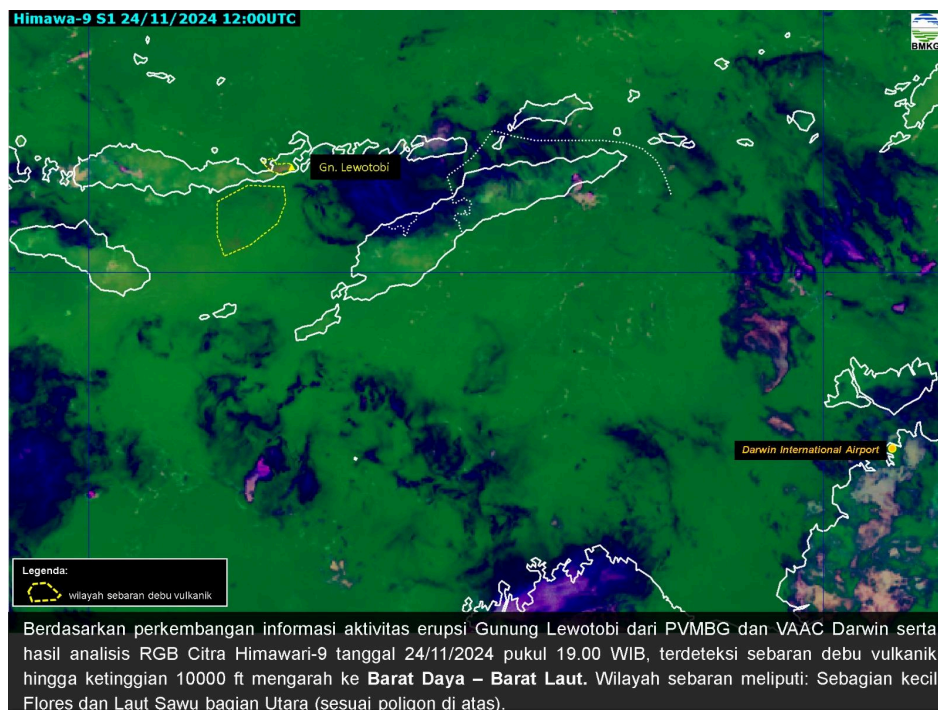 Himawa-9 S1 24/11/2024 12:00UTC
BMKG
Gn. Lewotobi
Darwin International Airport
Legenda:
wilayah sebaran debu vulkanik
Berdasarkan perkembangan informasi aktivitas erupsi Gunung Lewotobi dari PVMBG dan VAAC Darwin serta
hasil analisis RGB Citra Himawari-9 tanggal 24/11/2024 pukul 19.00 WIB, terdeteksi sebaran debu vulkanik
hingga ketinggian 10000 ft mengarah ke Barat Daya – Barat Laut. Wilayah sebaran meliputi: Sebagian kecil
Flores dan Laut Sawu bagian Utara (sesuai poligon di atas).